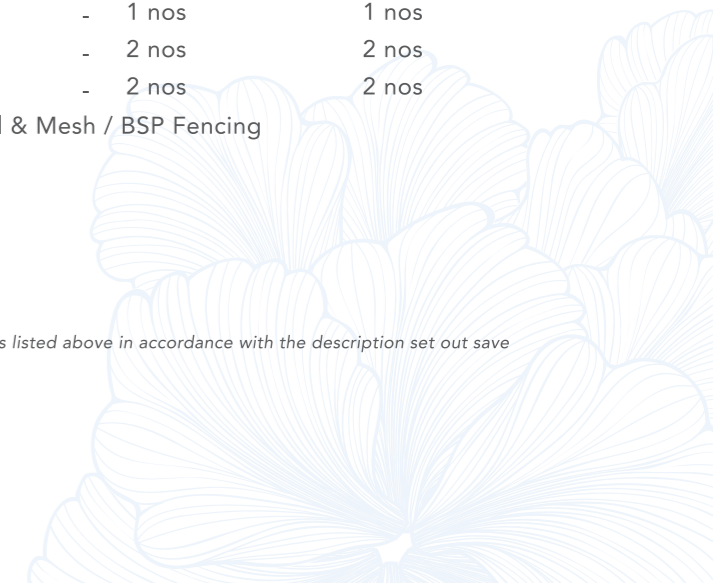 - 1 nos 1 nos
- 2 nos 2 nos
- 2 nos 2 nos
& Mesh / BSP Fencing
listed above in accordance with the description set out save